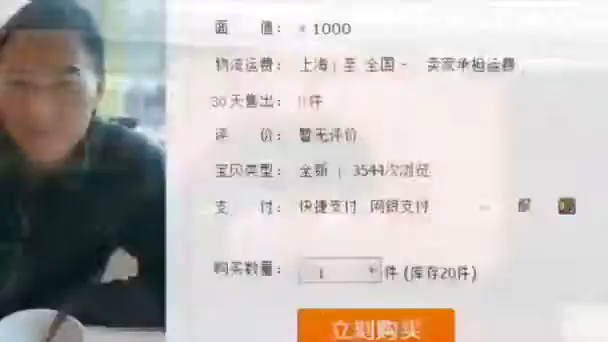 面 值： ¥ 1000
物流运费： 上海 | 至 全国 - 卖家承担运费
30天售出： 0件
评 价： 暂无评价
宝贝类型： 全新 | 3544次浏览
支 付： 快捷支付 网银支付
购买数量： 1 件 (库存20件)
立刻购买